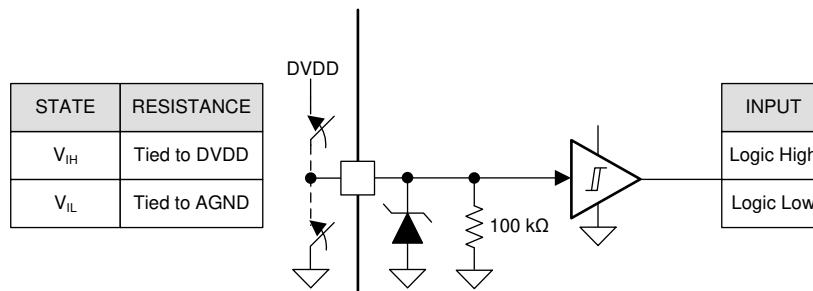 DVDD
STATE RESISTANCE
V_IH Tied to DVDD
V_IL Tied to AGND
100 kΩ
INPUT
Logic High
Logic Low